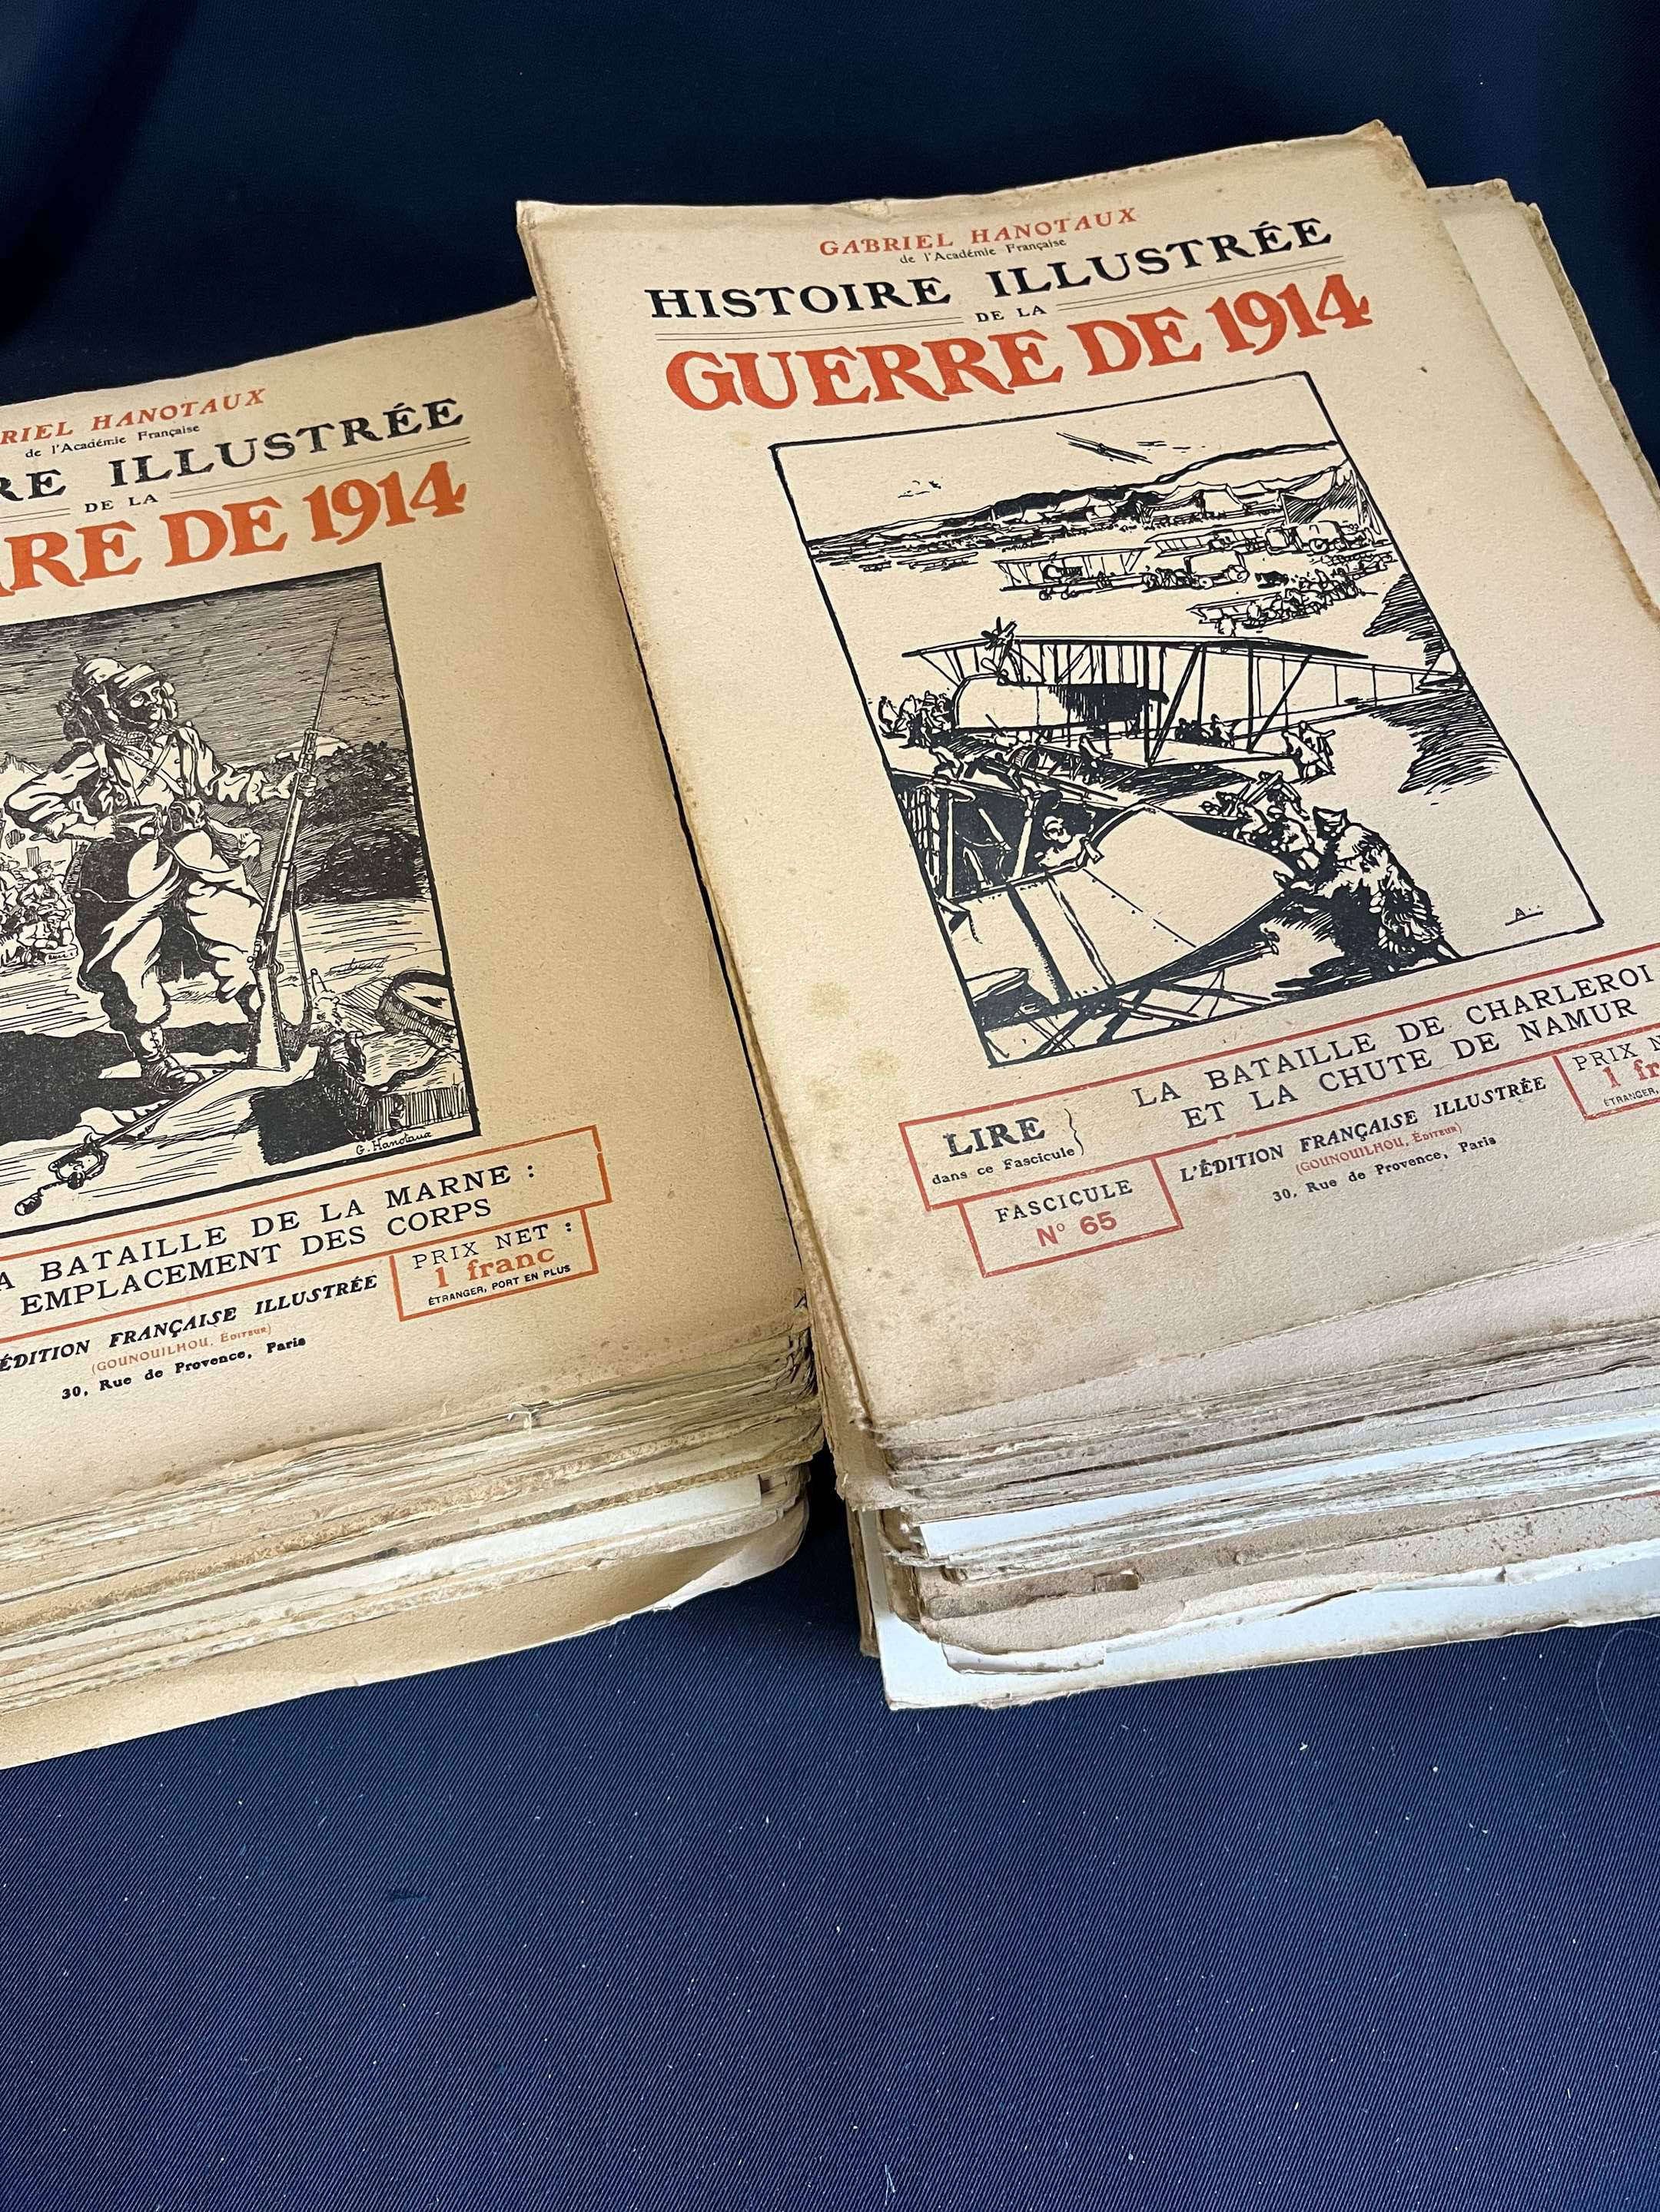 RIEL HANOTAUX
de l'Académie Française
RE ILLUSTRÉE
DE LA
RRE DE 1914
G. Hanotaux
A BATAILLE DE LA MARNE :
EMPLACEMENT DES CORPS
ÉDITION FRANÇAISE ILLUSTRÉE
(GOUNOUILHOU, Éditeur)
30, Rue de Provence, Paris
PRIX NET :
1 franc
ÉTRANGER, PORT EN PLUS
GABRIEL HANOTAUX
de l'Académie Française
HISTOIRE ILLUSTRÉE
DE LA
GUERRE DE 1914
A..
LIRE
dans ce Fascicule
LA BATAILLE DE CHARLEROI
ET LA CHUTE DE NAMUR
FASCICULE
N° 65
L'ÉDITION FRANÇAISE ILLUSTRÉE
(GOUNOUILHOU, Éditeur)
30, Rue de Provence, Paris
PRIX N
1 fr
ÉTRANGER,